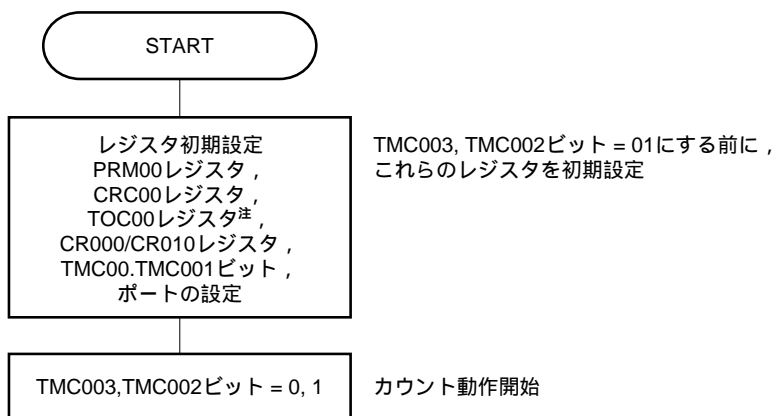 START
レジスタ初期設定
PRM00レジスタ，
CRC00レジスタ，
TOC00レジスタ注，
CR000/CR010レジスタ，
TMC00.TMC001ビット，
ポートの設定
TMC003, TMC002ビット = 01にする前に，
これらのレジスタを初期設定
TMC003,TMC002ビット = 0, 1
カウント動作開始